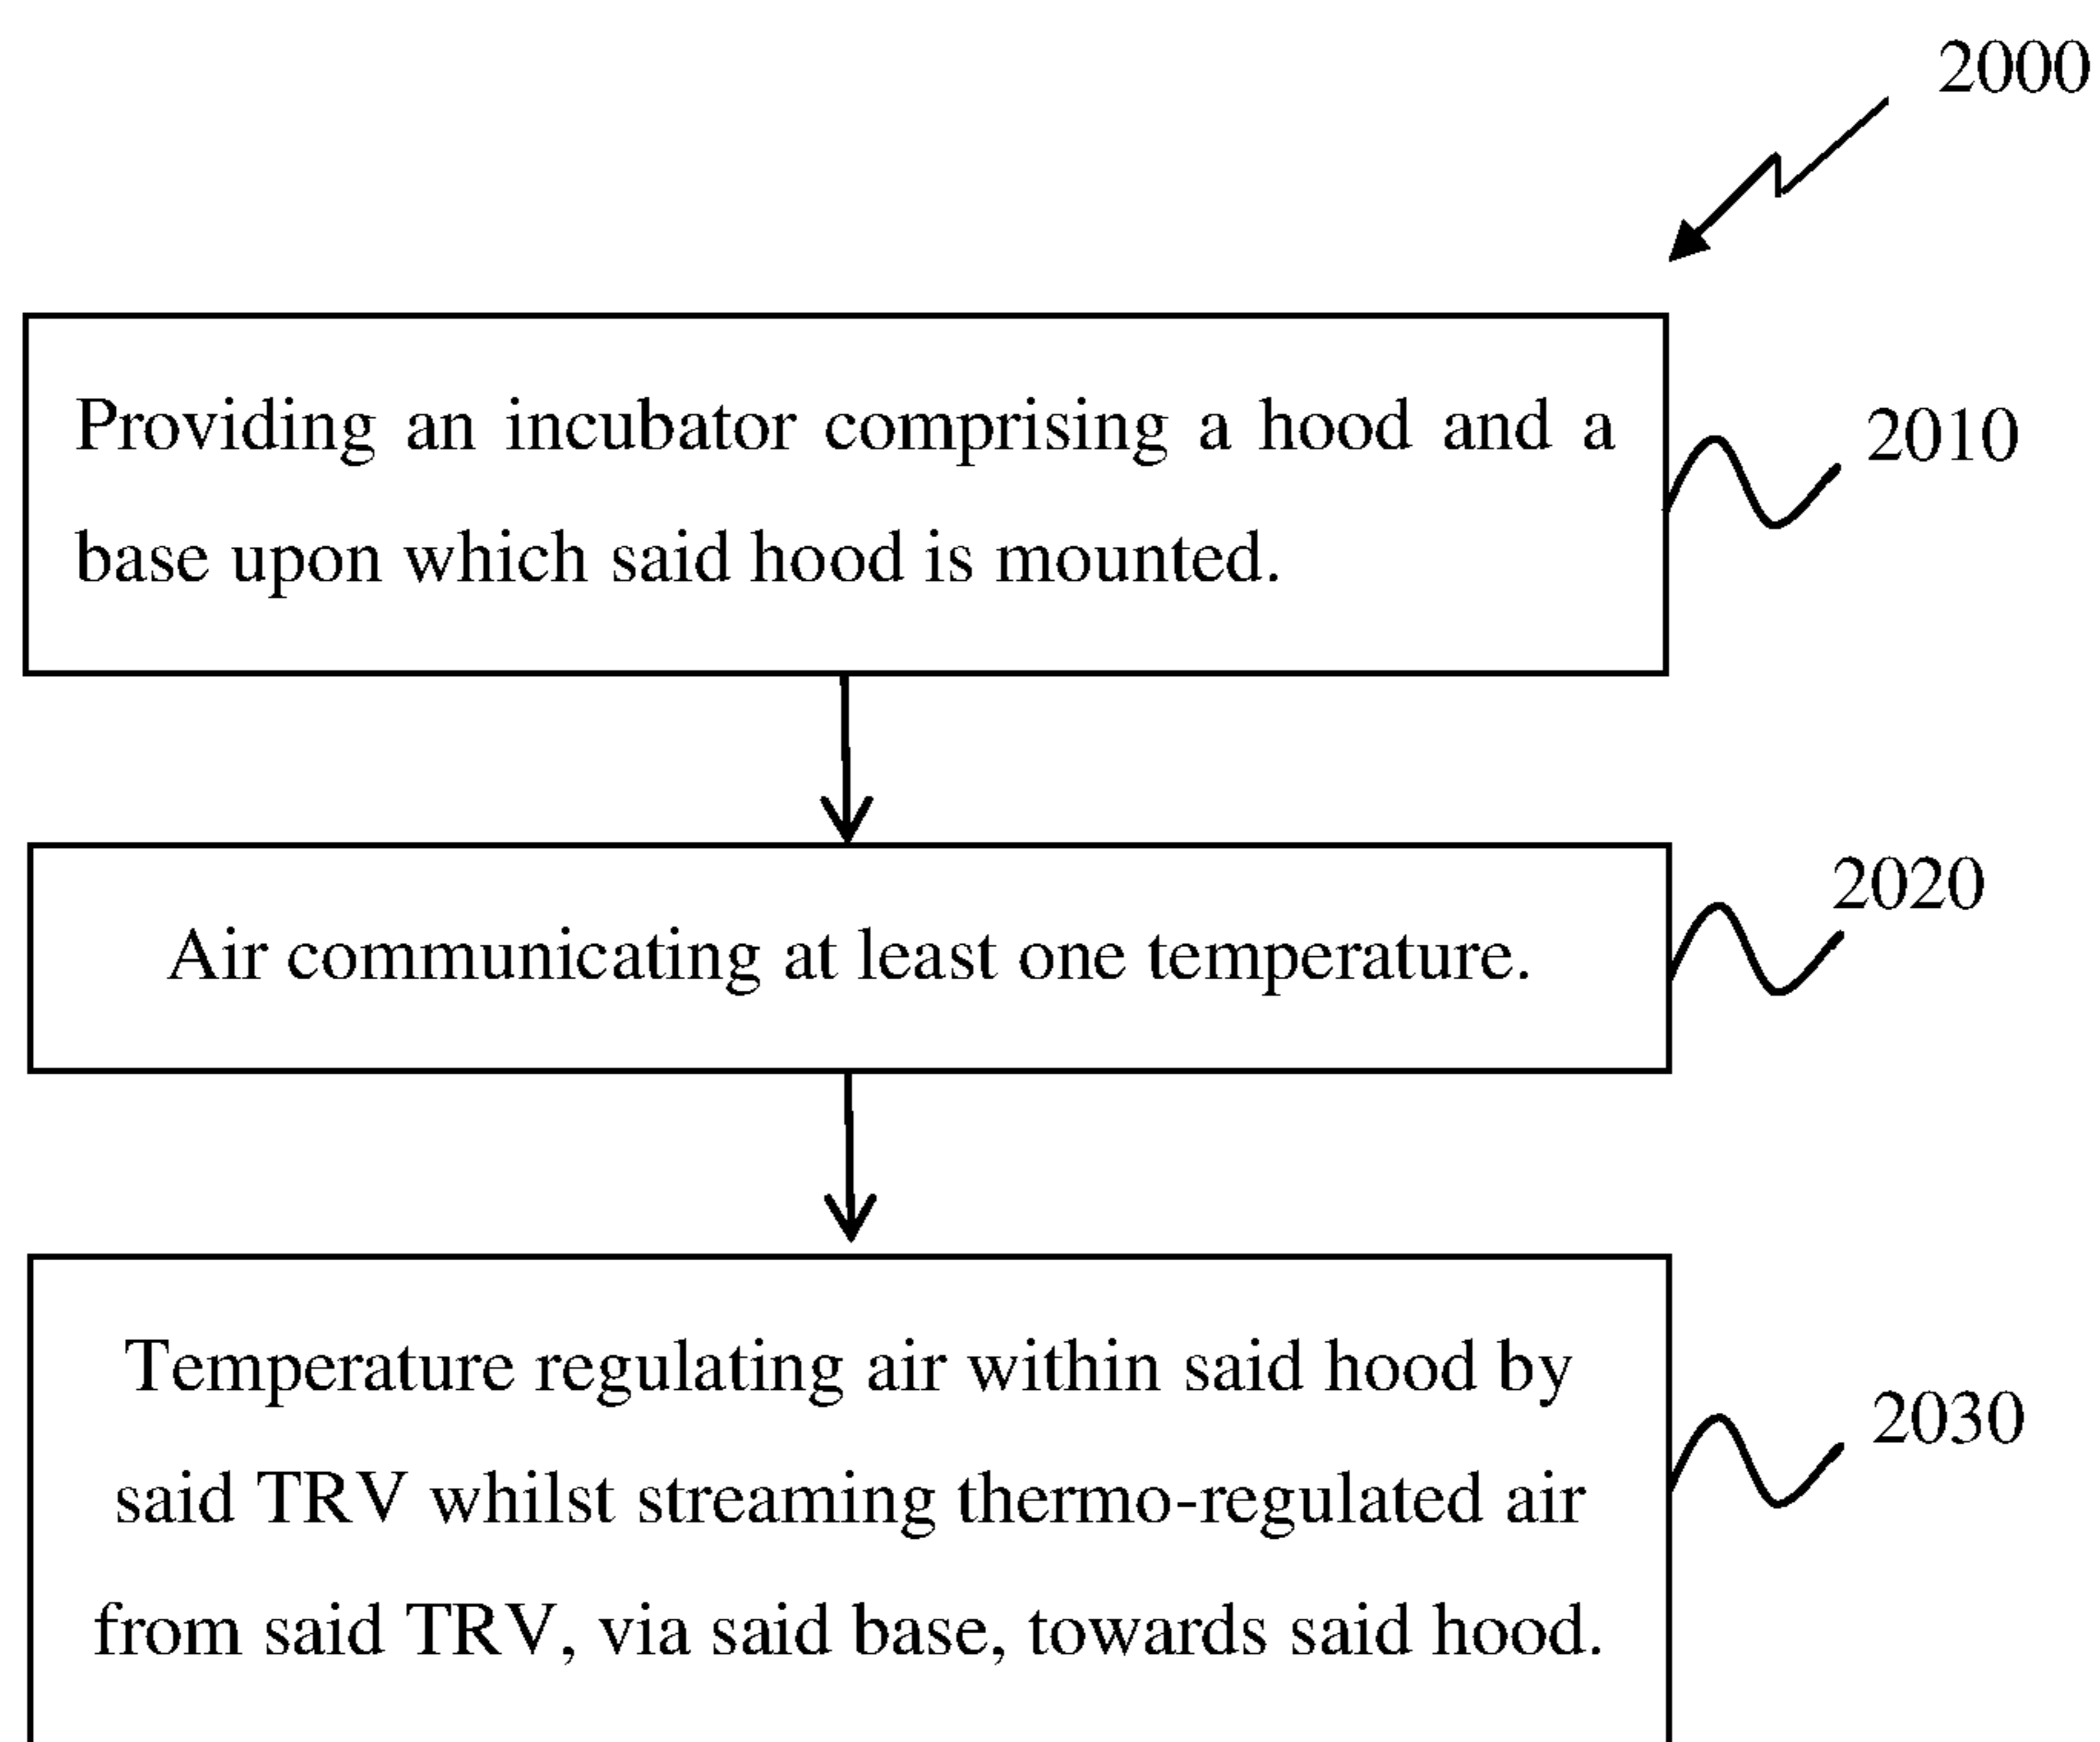 2000
Providing an incubator comprising a hood and a
base upon which said hood is mounted.
2010
Air communicating at least one temperature.
2020
Temperature regulating air within said hood by
said TRV whilst streaming thermo-regulated air
from said TRV, via said base, towards said hood.
2030